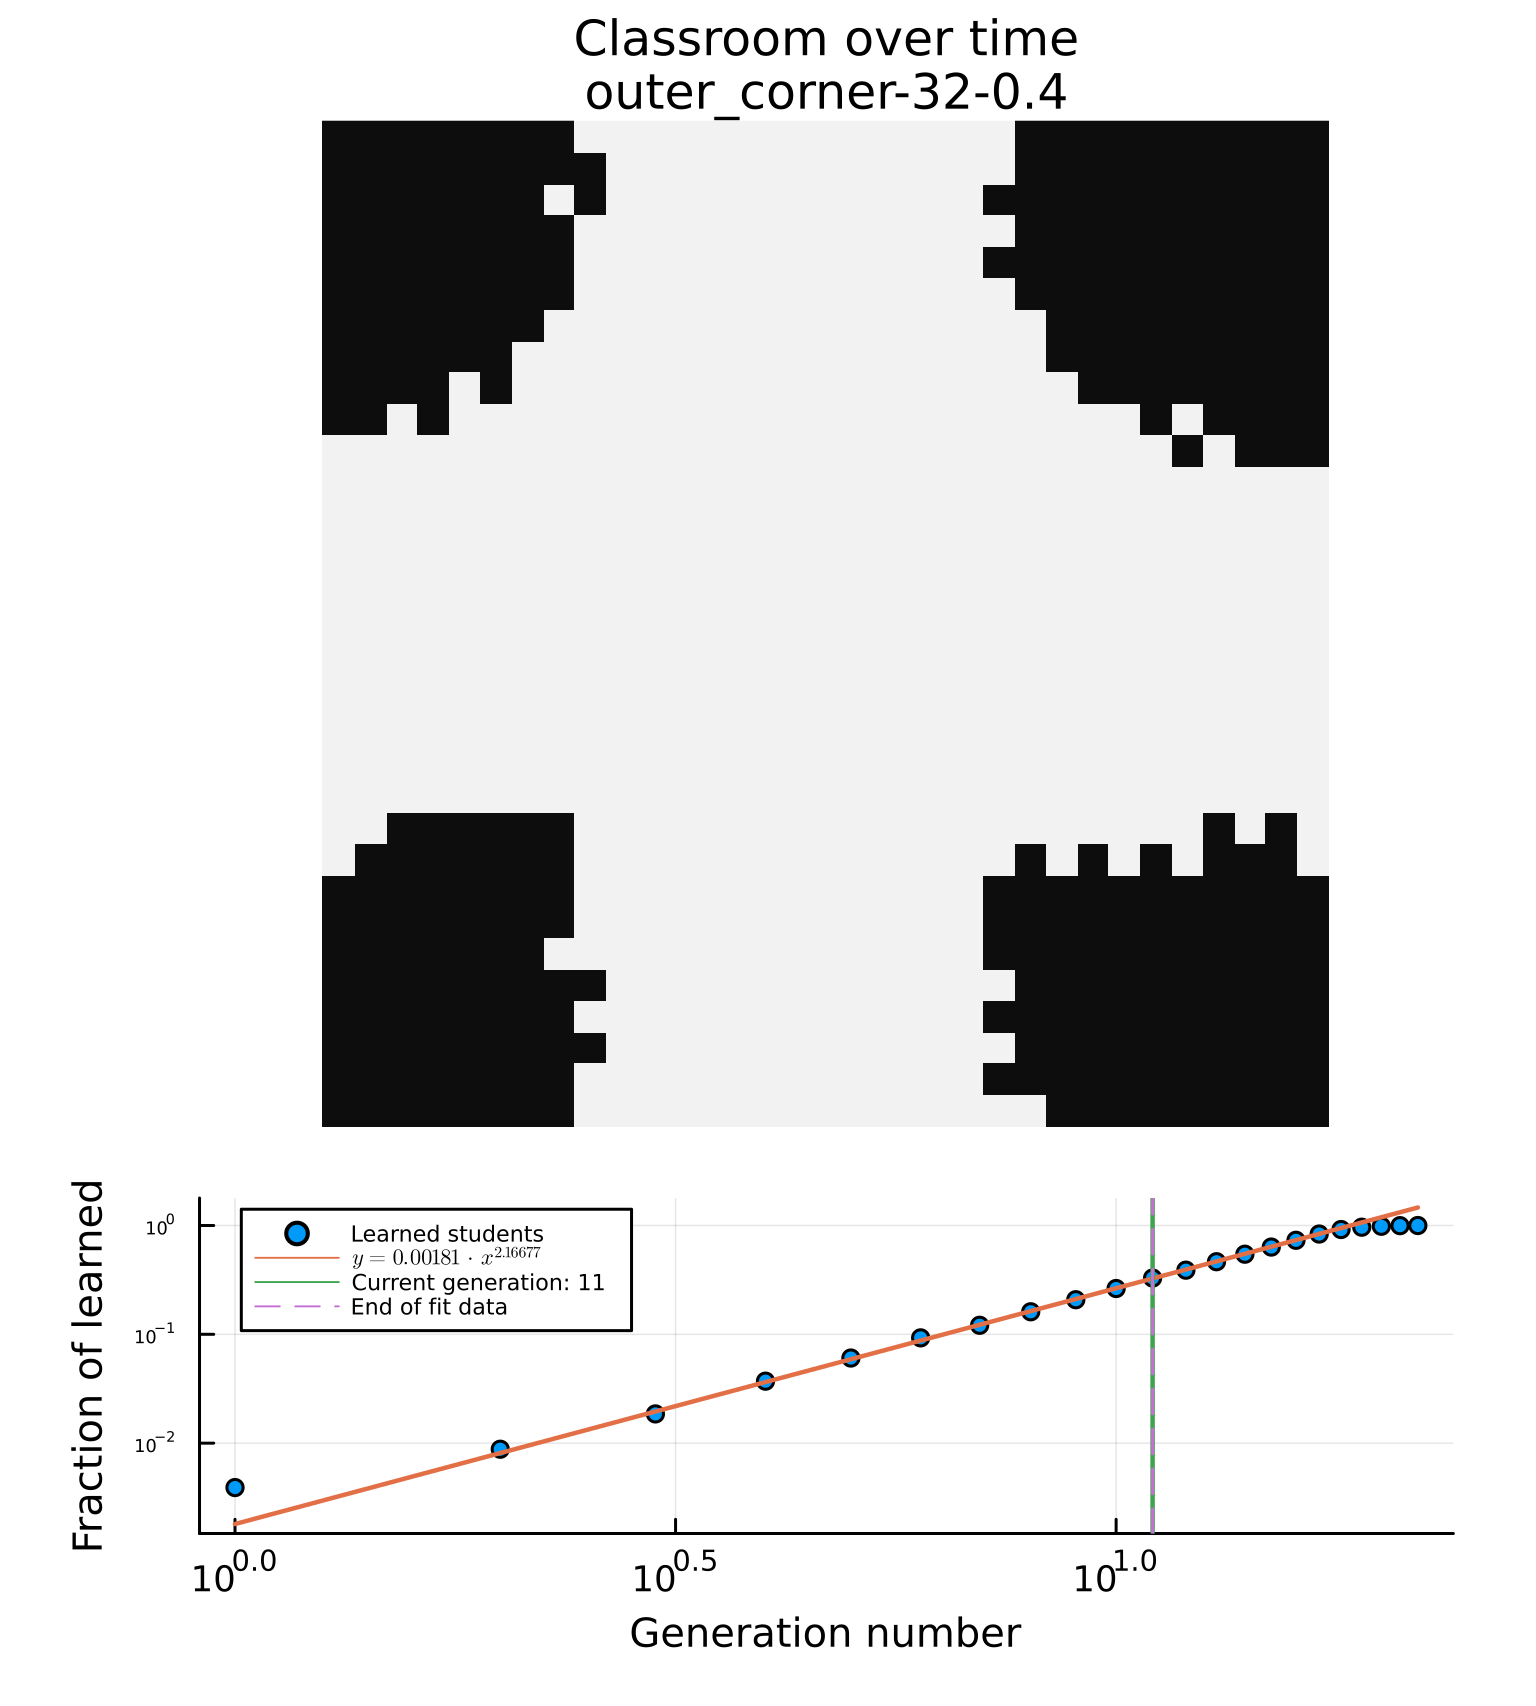 Classroom over time
outer_corner-32-0.4
Fraction of learned
10⁰
10⁻¹
10⁻²
Learned students
y = 0.00181 · x^2.16677
Current generation: 11
End of fit data
10^0.0 10^0.5 10^1.0
Generation number